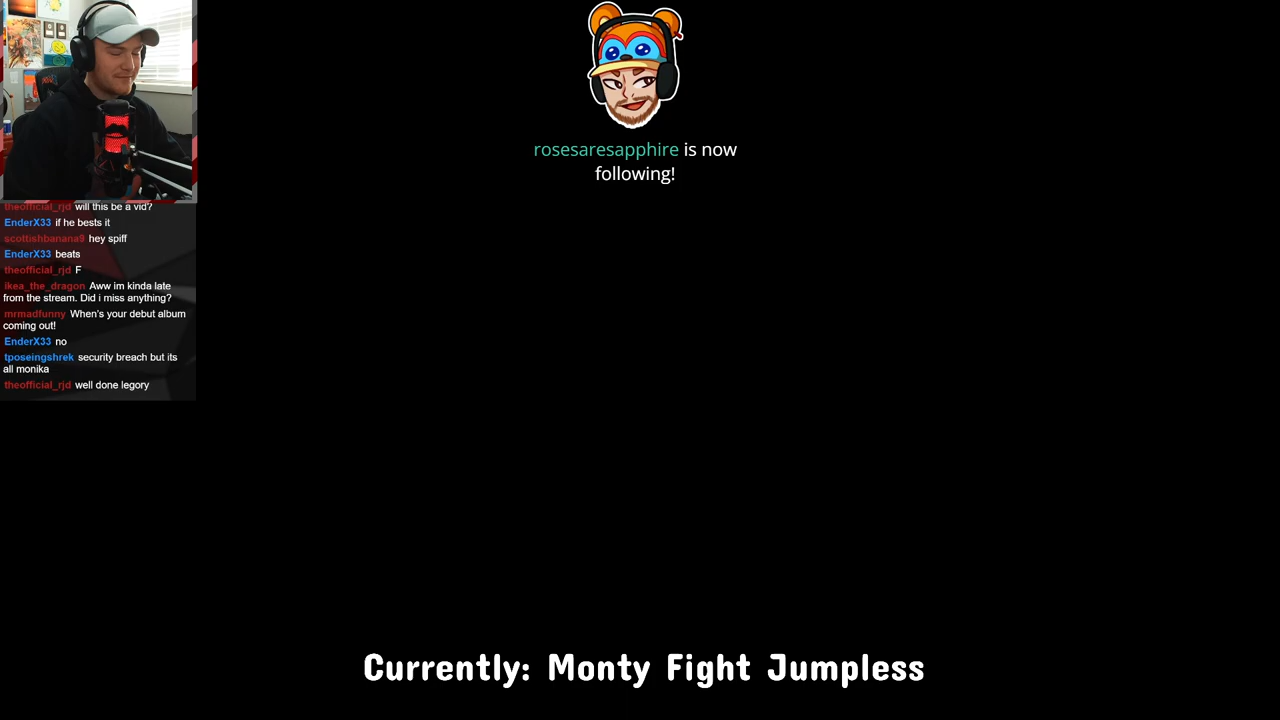 rosesaresapphire is now
following!
theofficial_rjd will this be a vid?
EnderX33 if he bests it
scottishbanana9 hey spiff
EnderX33 beats
theofficial_rjd F
ikea_the_dragon Aww im kinda late
from the stream. Did i miss anything?
mrmadfunny When's your debut album
coming out!
EnderX33 no
tposeingshrek security breach but its
all monika
theofficial_rjd well done legory
Currently: Monty Fight Jumpless